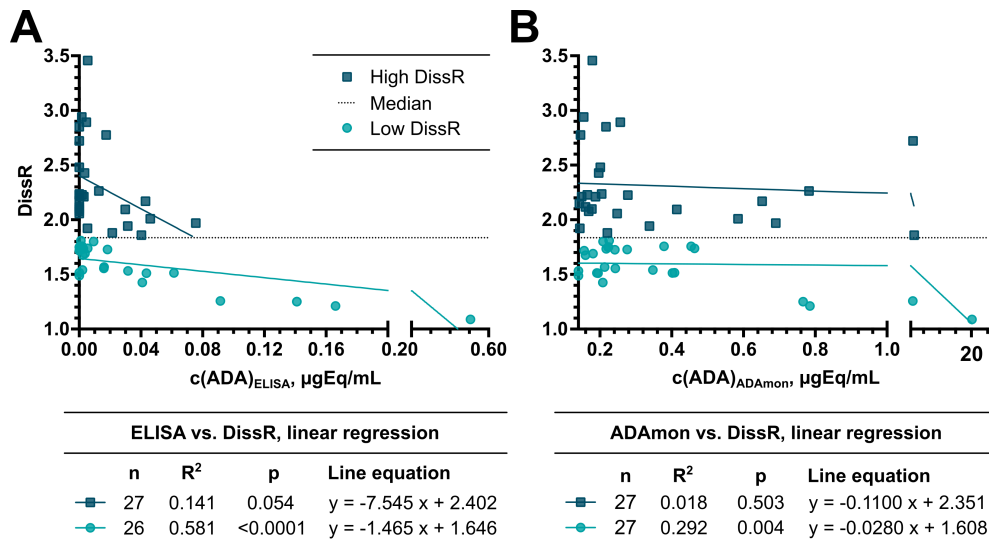 A
B
3.5
3.0
2.5
2.0
1.5
1.0
DissR
0.00 0.04 0.08 0.12 0.16 0.20 0.60
c(ADA)ELISA, µgEq/mL
High DissR
Median
Low DissR
3.5
3.0
2.5
2.0
1.5
1.0
0.2 0.4 0.6 0.8 1.0 20
c(ADA)ADAmon, µgEq/mL
ELISA vs. DissR, linear regression
n R² p Line equation
27 0.141 0.054 y = -7.545 x + 2.402
26 0.581 <0.0001 y = -1.465 x + 1.646
ADAmon vs. DissR, linear regression
n R² p Line equation
27 0.018 0.503 y = -0.1100 x + 2.351
27 0.292 0.004 y = -0.0280 x + 1.608